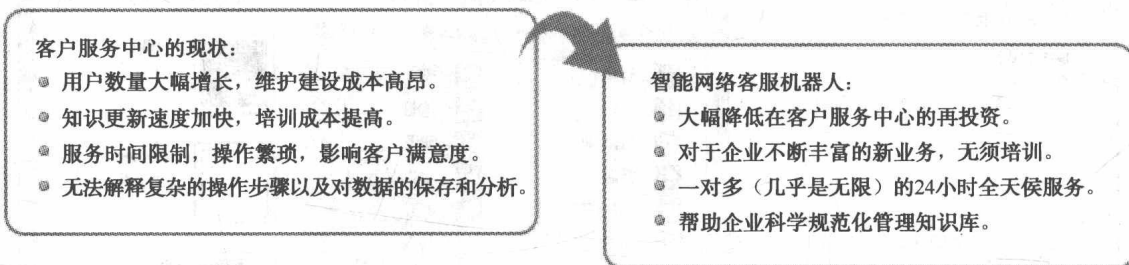 客户服务中心的现状：
用户数量大幅增长，维护建设成本高昂。
知识更新速度加快，培训成本提高。
服务时间限制，操作繁琐，影响客户满意度。
无法解释复杂的操作步骤以及对数据的保存和分析。
智能网络客服机器人：
大幅降低在客户服务中心的再投资。
对于企业不断丰富的新业务，无须培训。
一对多（几乎是无限）的24小时全天侯服务。
帮助企业科学规范化管理知识库。